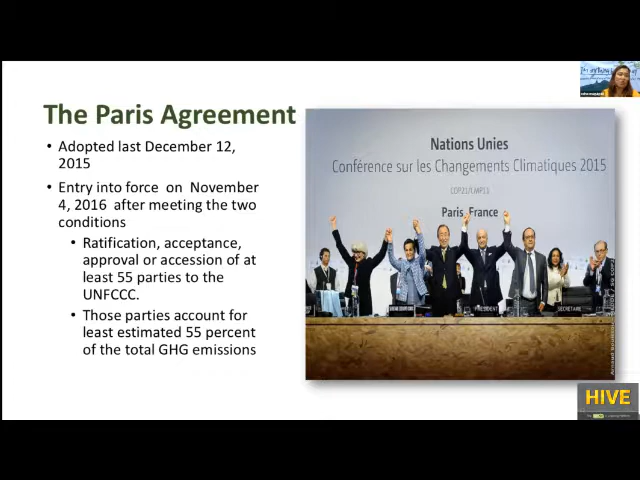 The Paris Agreement
• Adopted last December 12,
2015
• Entry into force on November
4, 2016 after meeting the two
conditions
• Ratification, acceptance,
approval or accession of at
least 55 parties to the
UNFCCC.
• Those parties account for
least estimated 55 percent
of the total GHG emissions
Nations Unies
Conférence sur les Changements Climatiques 2015
COP21/CMP11
Paris, France
PRESIDENT
HIVE